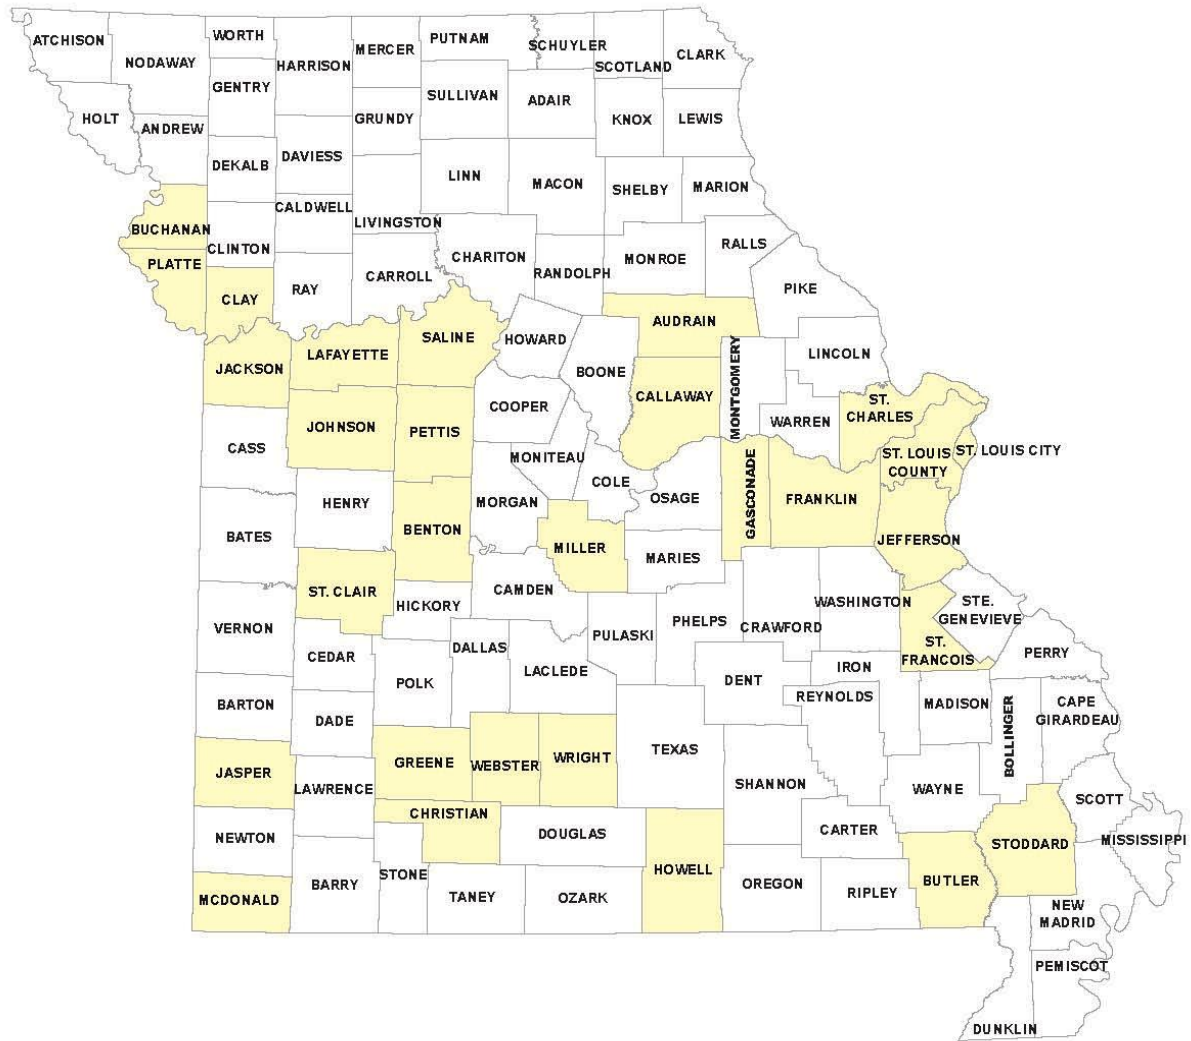 ATCHISON
NODAWAY
WORTH
GENTRY
HARRISON
MERCER
PUTNAM
SCHUYLER
SCOTLAND
CLARK
HOLT
ANDREW
DEKALB
DAVIESS
GRUNDY
SULLIVAN
ADAIR
KNOX
LEWIS
LINN
MACON
SHELBY
MARION
BUCHANAN
CLINTON
CALDWELL
LIVINGSTON
CHARITON
RANDOLPH
MONROE
RALLS
PIKE
PLATTE
CLAY
RAY
CARROLL
SALINE
HOWARD
BOONE
AUDRAIN
MONTGOMERY
LINCOLN
JACKSON
LAFAYETTE
COOPER
CALLAWAY
WARREN
ST.
CHARLES
ST. LOUIS
COUNTY
ST. LOUIS CITY
CASS
JOHNSON
PETTIS
MONITEAU
COLE
OSAGE
GASCONADE
FRANKLIN
JEFFERSON
BATES
HENRY
BENTON
MORGAN
MILLER
MARIES
ST. CLAIR
HICKORY
CAMDEN
PULASKI
PHELPS
CRAWFORD
WASHINGTON
STE.
GENEVIEVE
ST.
FRANCOIS
PERRY
VERNON
CEDAR
POLK
DALLAS
LACLEDE
DENT
IRON
REYNOLDS
MADISON
BOLLINGER
CAPE
GIRARDEAU
BARTON
DADE
GREENE
WEBSTER
WRIGHT
TEXAS
SHANNON
WAYNE
SCOTT
MISSISSIPPI
JASPER
LAWRENCE
CHRISTIAN
DOUGLAS
CARTER
STODDARD
NEWTON
MCDONALD
BARRY
STONE
TANEY
OZARK
HOWELL
OREGON
RIPLEY
BUTLER
NEW
MADRID
PEMISCOT
DUNKLIN